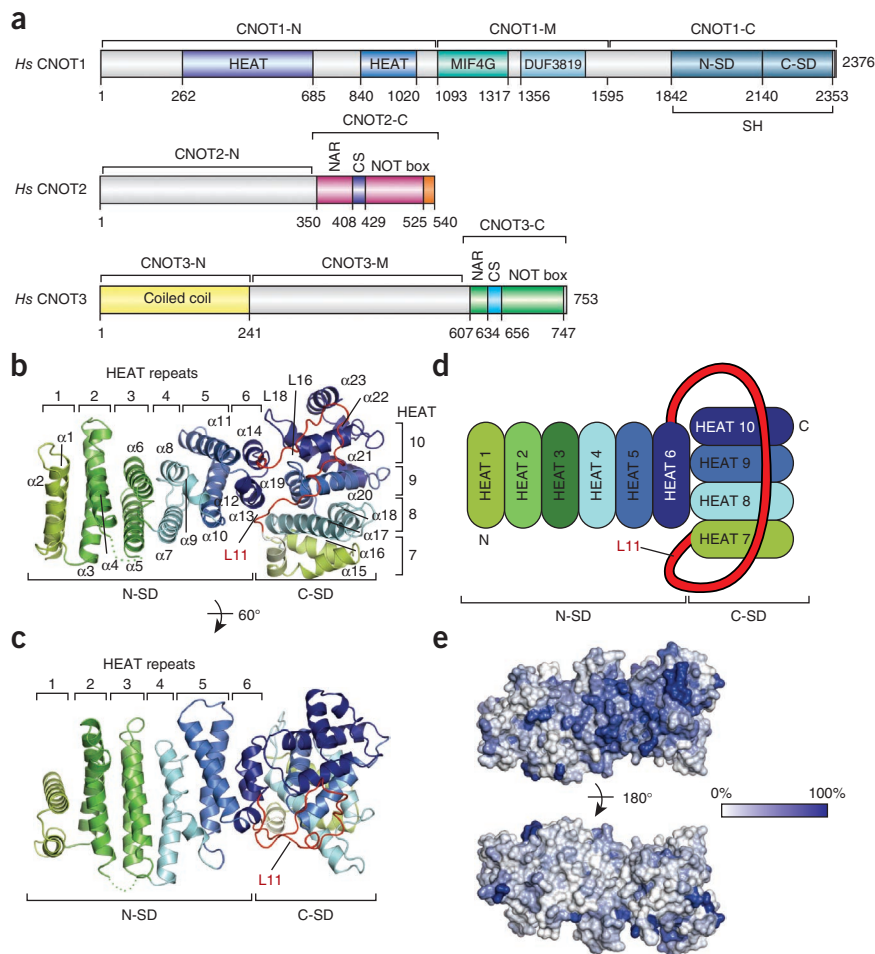 a
CNOT1-N CNOT1-M CNOT1-C
Hs CNOT1 HEAT HEAT MIF4G DUF3819 N-SD C-SD 2376
1 262 685 840 1020 1093 1317 1356 1595 1842 2140 2353
SH
CNOT2-C
CNOT2-N NAR CS NOT box
Hs CNOT2
1 350 408 429 525 540
CNOT3-C
CNOT3-N CNOT3-M NAR CS NOT box
Hs CNOT3 Coiled coil 753
1 241 607 634 656 747
b
HEAT repeats
1 2 3 4 5 6
L18 L16 α23 α22 HEAT
α1 α2 α6 α8 α11 α14 10
α21
α19 9
α20
α12 α18 8
α9 α13 α17
α3 α4 α5 α7 α10 L11 α16 7
α15
N-SD C-SD
60°
c
HEAT repeats
1 2 3 4 5 6
L11
N-SD C-SD
d
HEAT 1 HEAT 2 HEAT 3 HEAT 4 HEAT 5 HEAT 6
HEAT 10 C
HEAT 9
HEAT 8
HEAT 7
N
L11
N-SD C-SD
e
0% 100%
180°